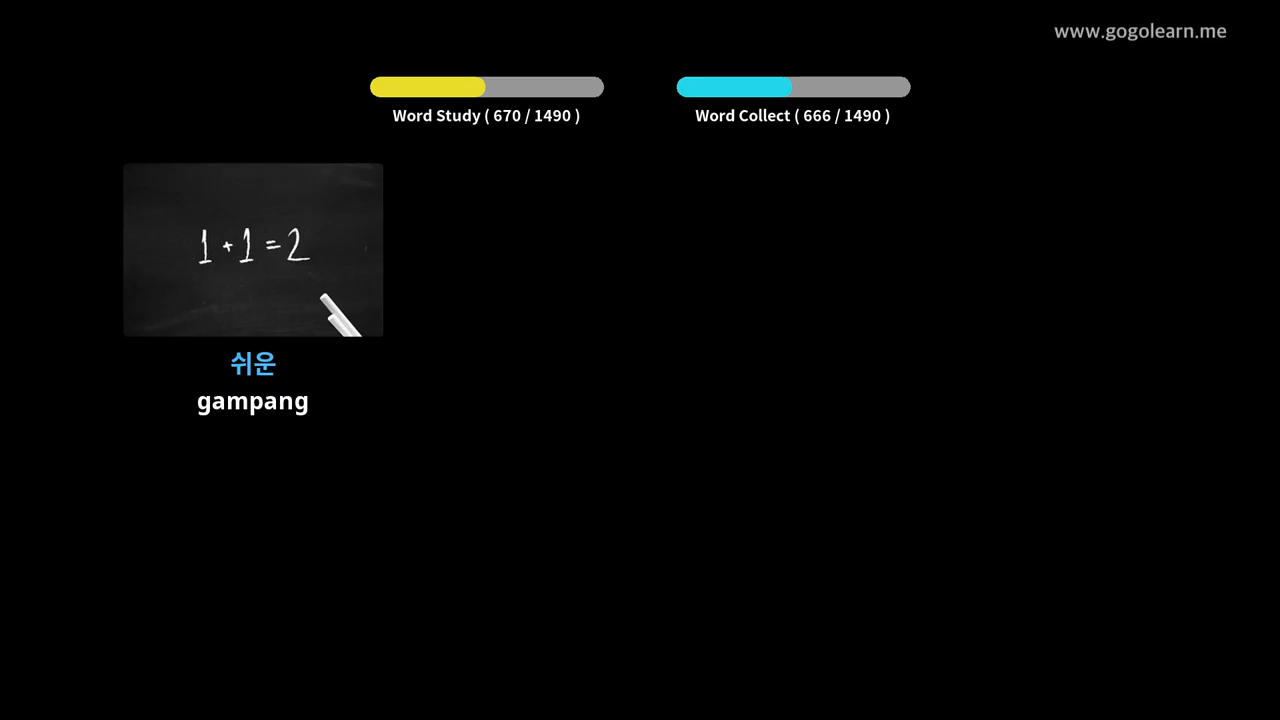 www.gogolearn.me
Word Study ( 670 / 1490 )
Word Collect ( 666 / 1490 )
1 + 1 = 2
쉬운
gampang